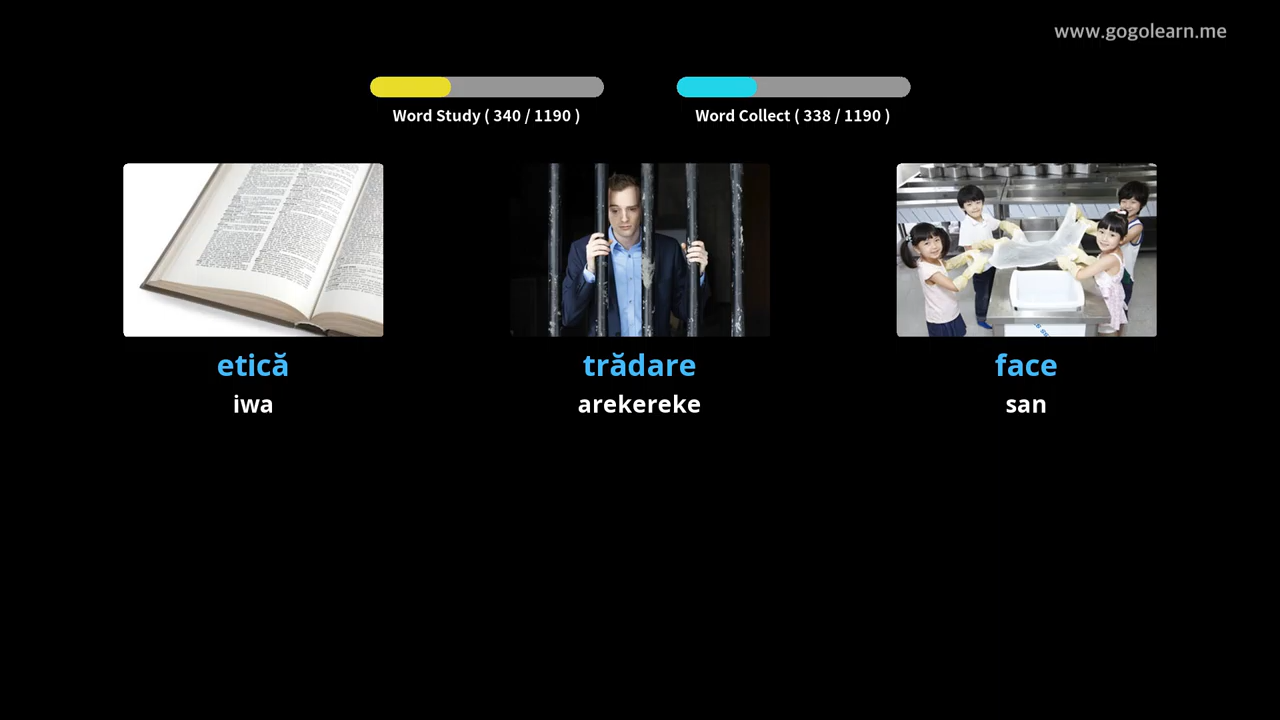 www.gogolearn.me
Word Study ( 340 / 1190 )
Word Collect ( 338 / 1190 )
etică
trădare
face
iwa
arekereke
san